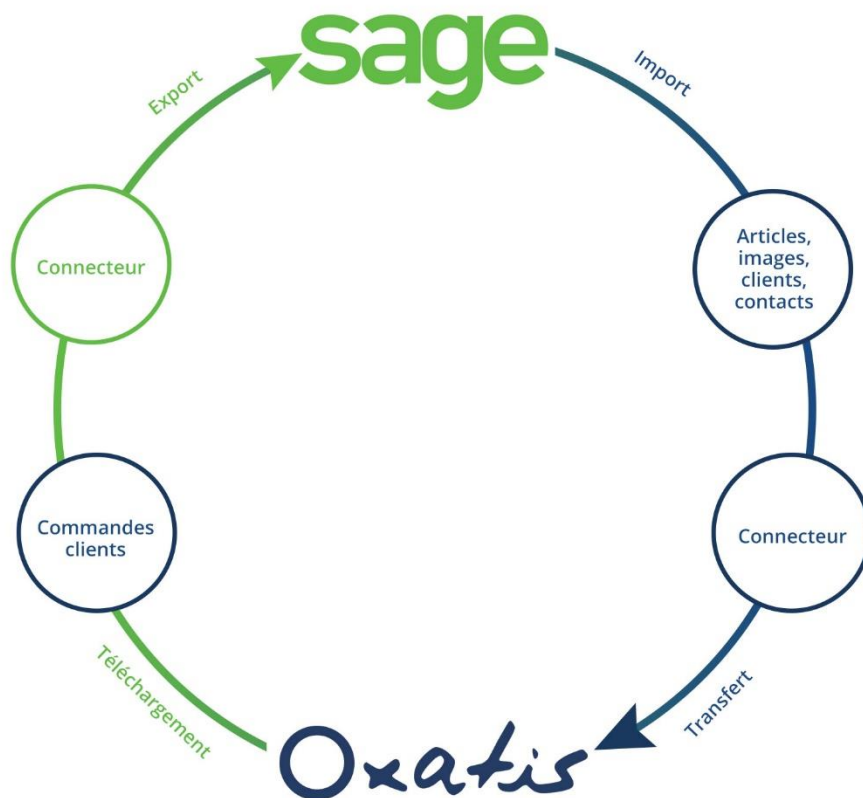 sage
Export
Import
Connecteur
Articles,
images,
clients,
contacts
Commandes
clients
Connecteur
Téléchargement
Transfert
Oxatis